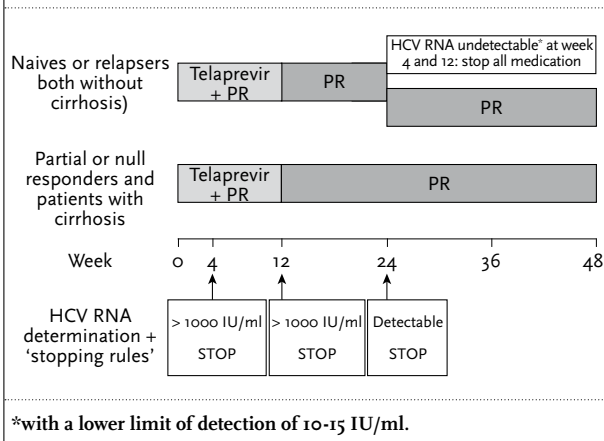 HCV RNA undetectable* at week
4 and 12: stop all medication
Naives or relapsers
both without
cirrhosis)
Telaprevir
+ PR
PR
PR
Partial or null
responders and
patients with
cirrhosis
Telaprevir
+ PR
PR
Week
0 4 12 24 36 48
HCV RNA
determination +
‘stopping rules’
> 1000 IU/ml
STOP
> 1000 IU/ml
STOP
Detectable
STOP
*with a lower limit of detection of 10-15 IU/ml.